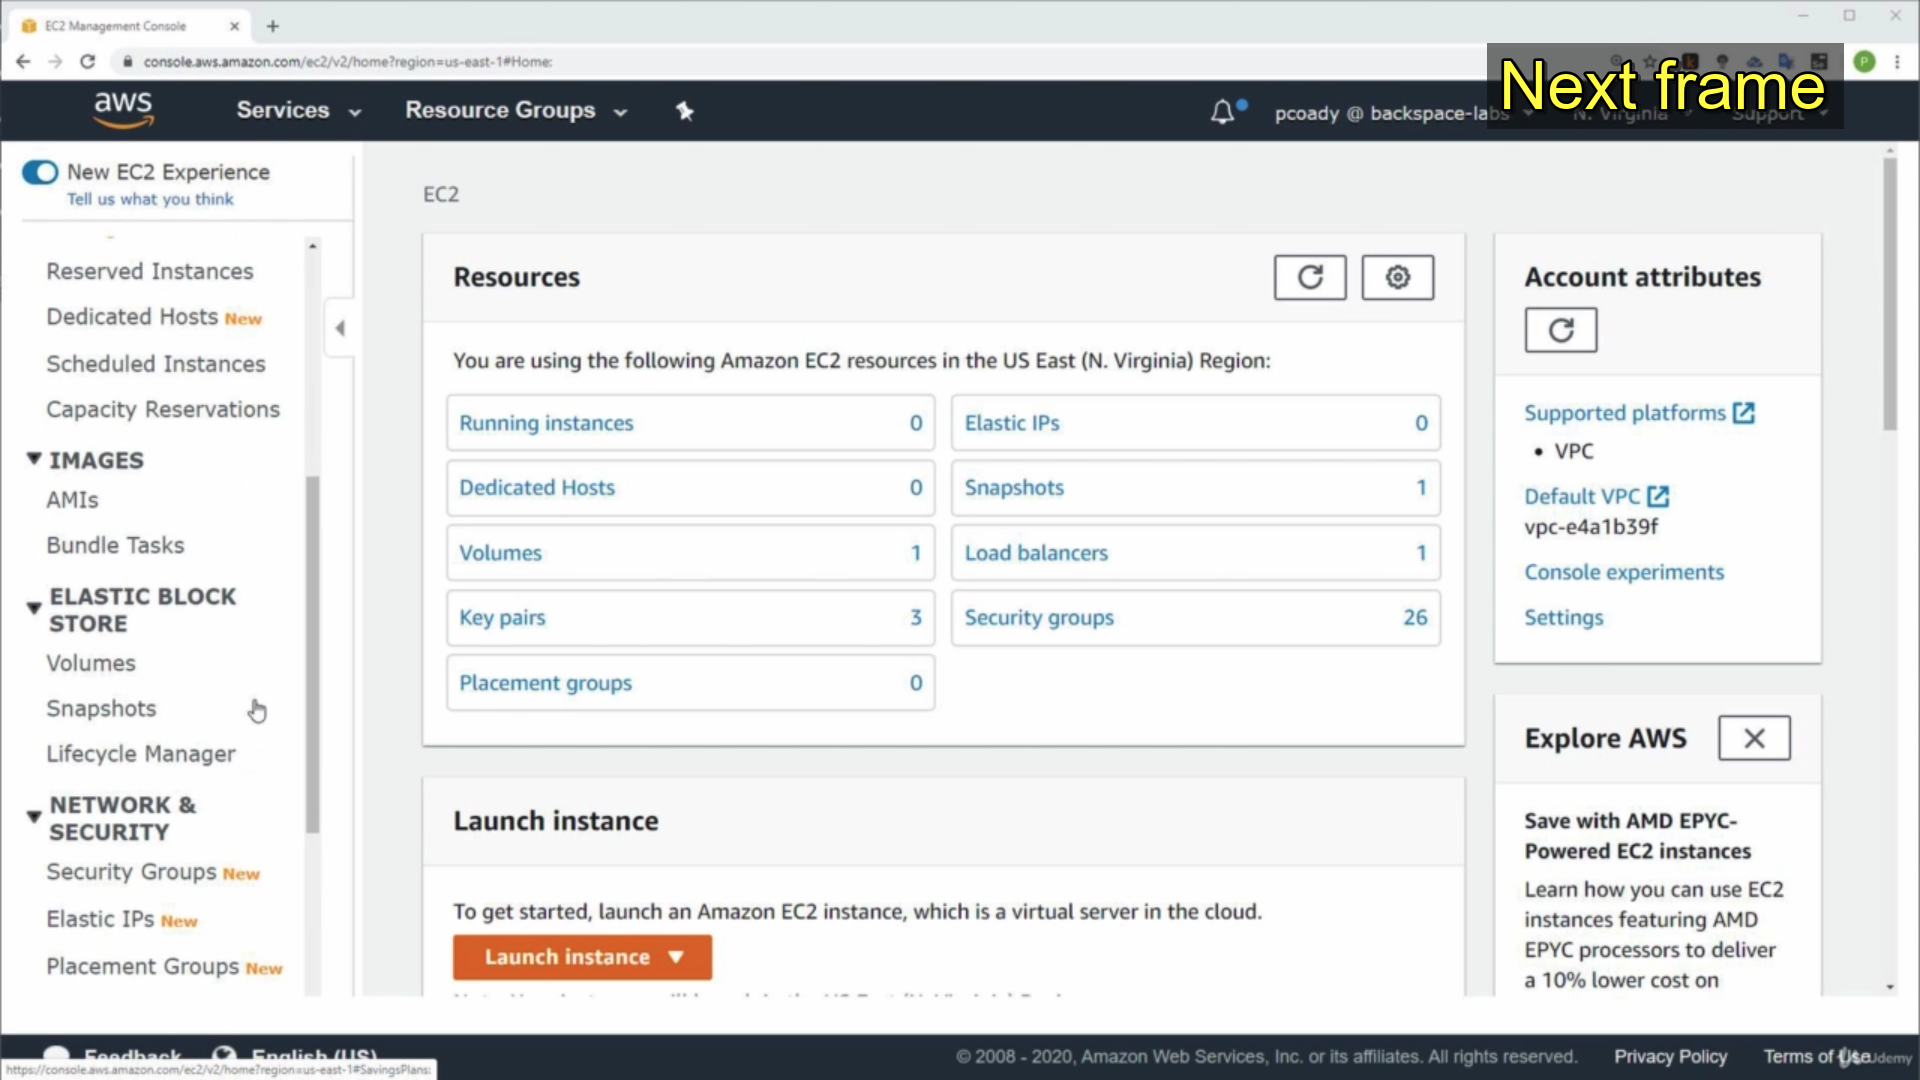 EC2 Management Console
console.aws.amazon.com/ec2/v2/home?region=us-east-1#Home:
Next frame
aws
Services
Resource Groups
pcoady @ backspace-labs
N. Virginia
Support
New EC2 Experience
Tell us what you think
Reserved Instances
Dedicated Hosts New
Scheduled Instances
Capacity Reservations
IMAGES
AMIs
Bundle Tasks
ELASTIC BLOCK
STORE
Volumes
Snapshots
Lifecycle Manager
NETWORK &
SECURITY
Security Groups New
Elastic IPs New
Placement Groups New
EC2
Resources
You are using the following Amazon EC2 resources in the US East (N. Virginia) Region:
Running instances 0
Elastic IPs 0
Dedicated Hosts 0
Snapshots 1
Volumes 1
Load balancers 1
Key pairs 3
Security groups 26
Placement groups 0
Launch instance
To get started, launch an Amazon EC2 instance, which is a virtual server in the cloud.
Launch instance
Account attributes
Supported platforms
• VPC
Default VPC
vpc-e4a1b39f
Console experiments
Settings
Explore AWS
Save with AMD EPYC-
Powered EC2 instances
Learn how you can use EC2
instances featuring AMD
EPYC processors to deliver
a 10% lower cost on
Feedback
English (US)
© 2008 - 2020, Amazon Web Services, Inc. or its affiliates. All rights reserved.
Privacy Policy
Terms of Use
Udemy
https://console.aws.amazon.com/ec2/v2/home?region=us-east-1#SavingsPlans: